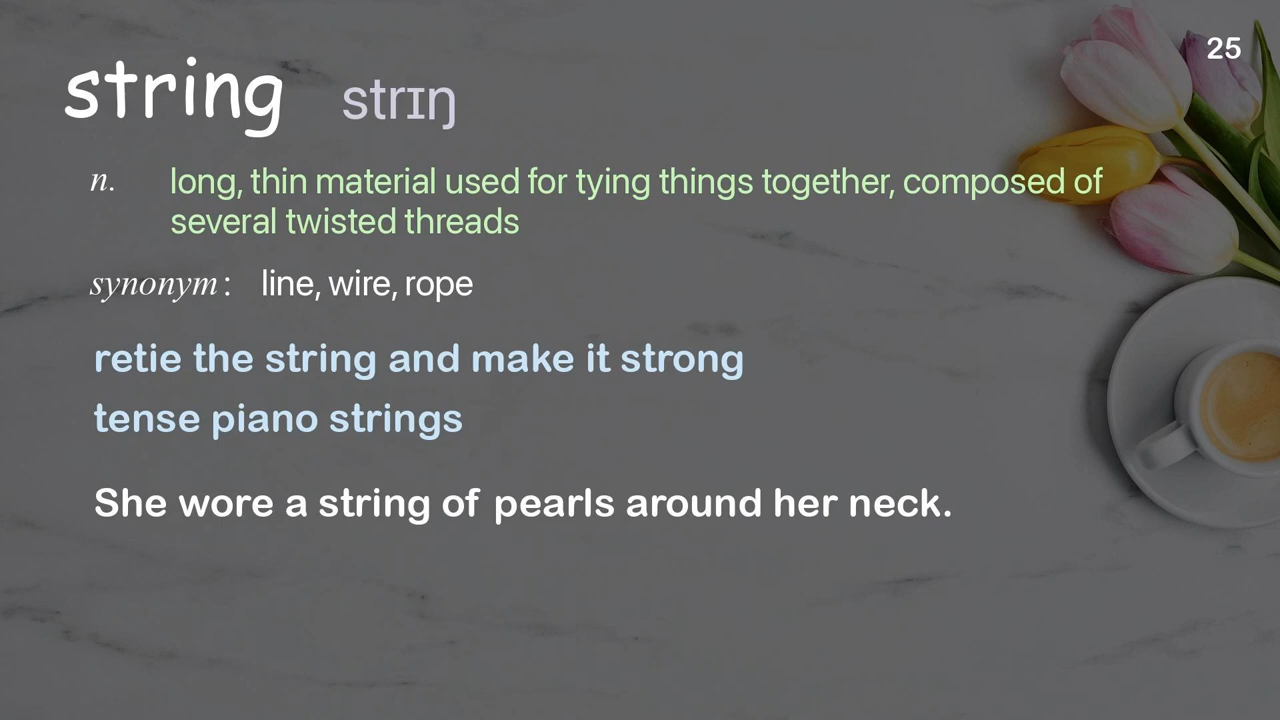 25
string strɪŋ
n. long, thin material used for tying things together, composed of
several twisted threads
synonym: line, wire, rope
retie the string and make it strong
tense piano strings
She wore a string of pearls around her neck.